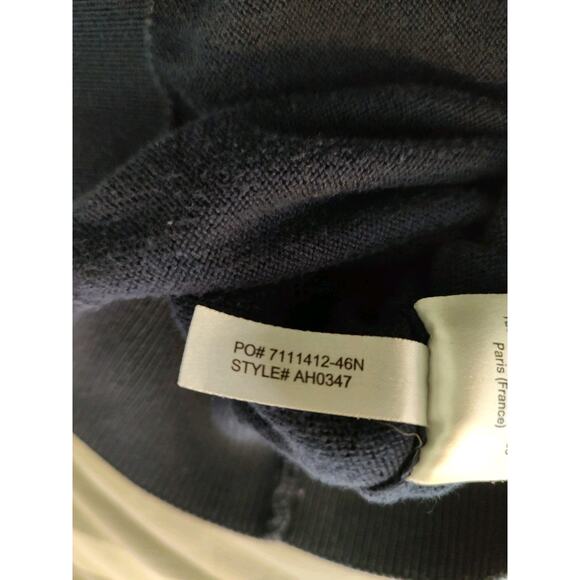 PO# 7111412-46N
STYLE# AH0347
Paris (France)